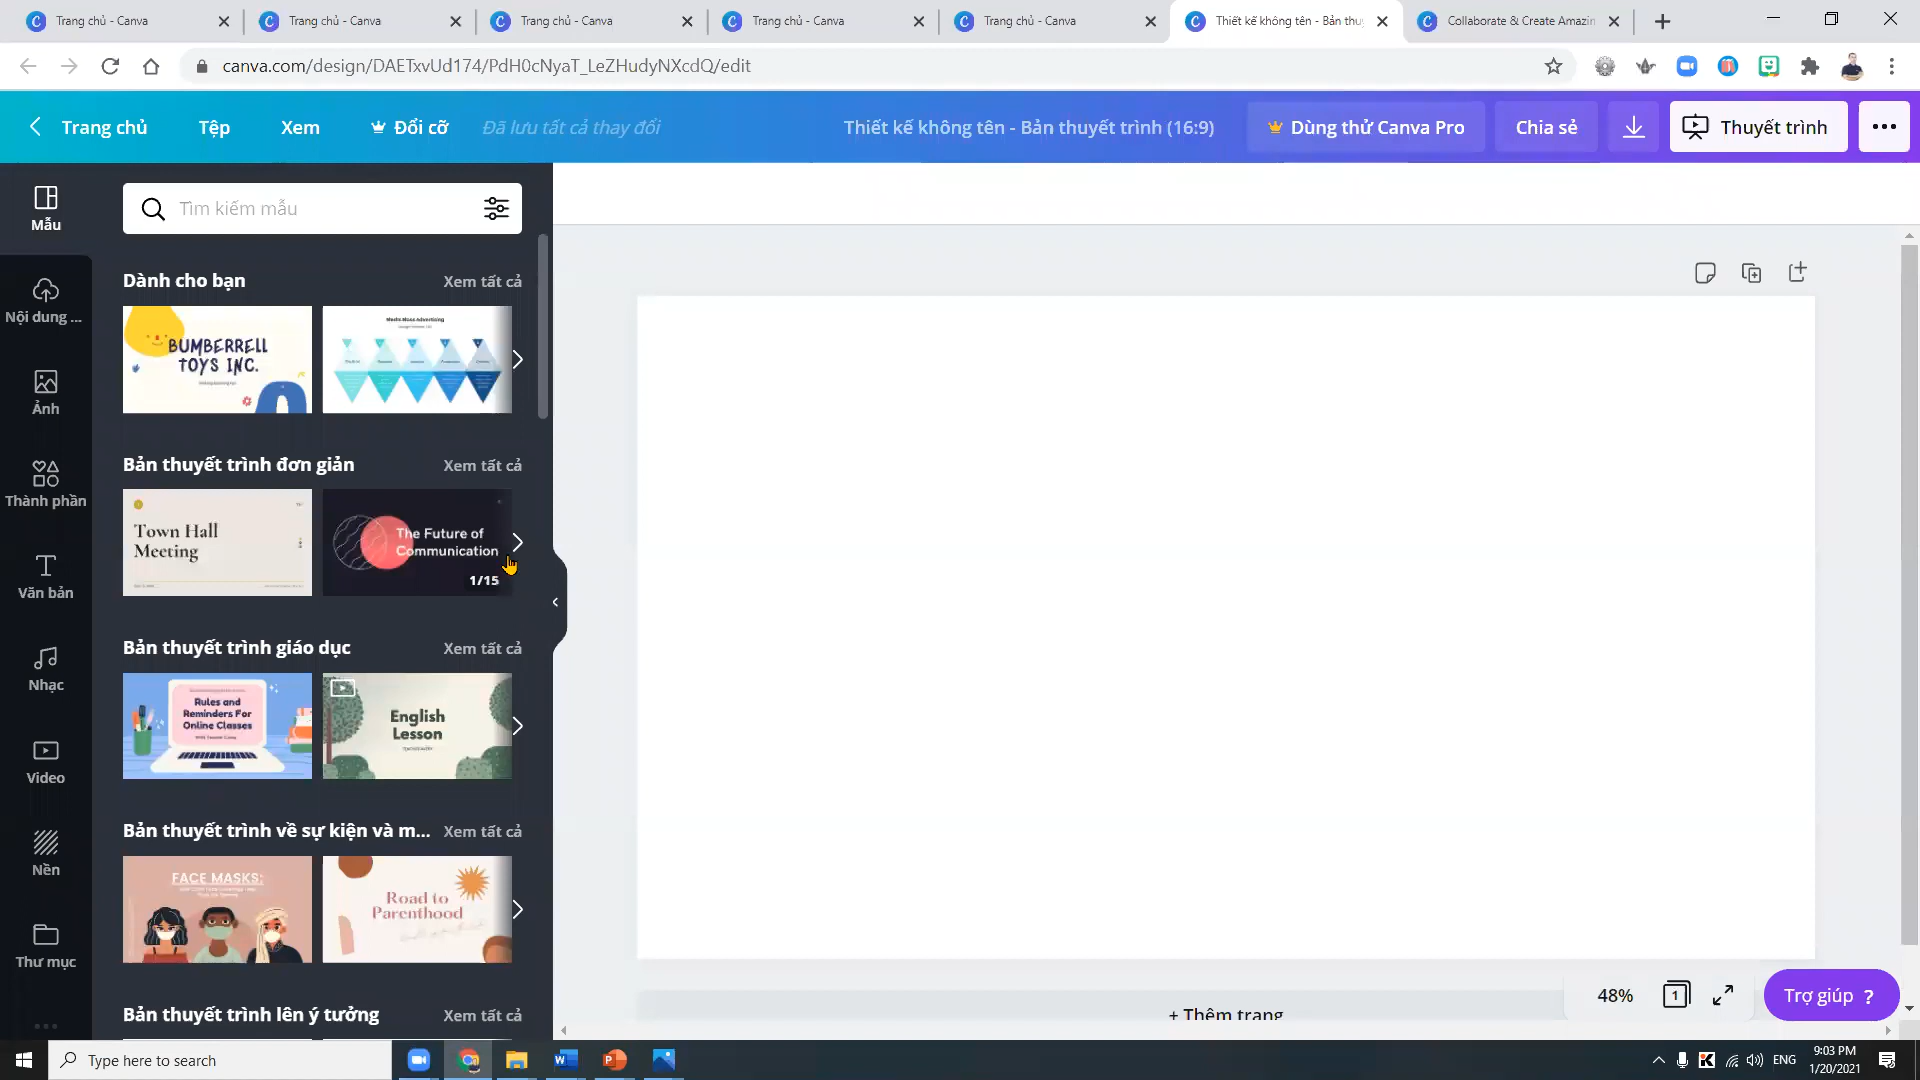 Trang chủ - Canva
Trang chủ - Canva
Trang chủ - Canva
Trang chủ - Canva
Trang chủ - Canva
Thiết kế không tên - Bản thu
Collaborate & Create Amazin
canva.com/design/DAETxvUd174/PdH0cNyaT_LeZHudyNXcdQ/edit
Trang chủ
Tệp
Xem
Đổi cỡ
Đã lưu tất cả thay đổi
Thiết kế không tên - Bản thuyết trình (16:9)
Dùng thử Canva Pro
Chia sẻ
Thuyết trình
Mẫu
Nội dung ...
Ảnh
Thành phần
Văn bản
Nhạc
Video
Nền
Thư mục
Tìm kiếm mẫu
Dành cho bạn
Xem tất cả
BUMBERRELL
TOYS INC.
Media Mass Advertising
Bản thuyết trình đơn giản
Xem tất cả
Town Hall
Meeting
The Future of
Communication
1/15
Bản thuyết trình giáo dục
Xem tất cả
Rules and
Reminders For
Online Classes
English
Lesson
Bản thuyết trình về sự kiện và m...
Xem tất cả
FACE MASKS:
Road to
Parenthood
Bản thuyết trình lên ý tưởng
Xem tất cả
+ Thêm trang
48%
1
Trợ giúp ?
Type here to search
ENG
9:03 PM
1/20/2021